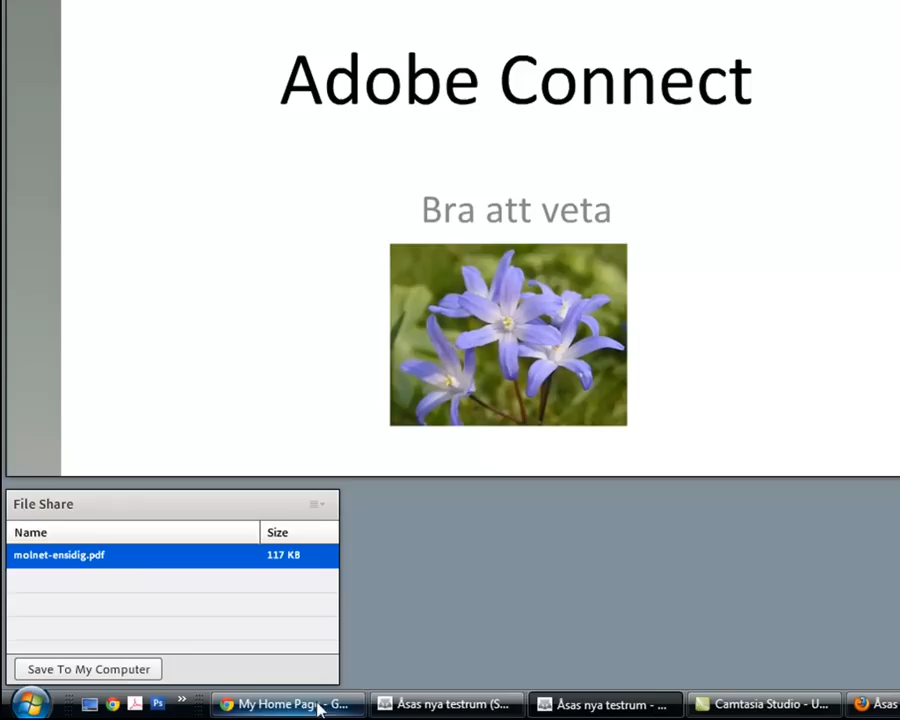 Adobe Connect
Bra att veta
File Share
Name Size
molnet-ensidig.pdf 117 KB
Save To My Computer
My Home Page - G... Åsas nya testrum (S... Åsas nya testrum - ... Camtasia Studio - U... Åsas